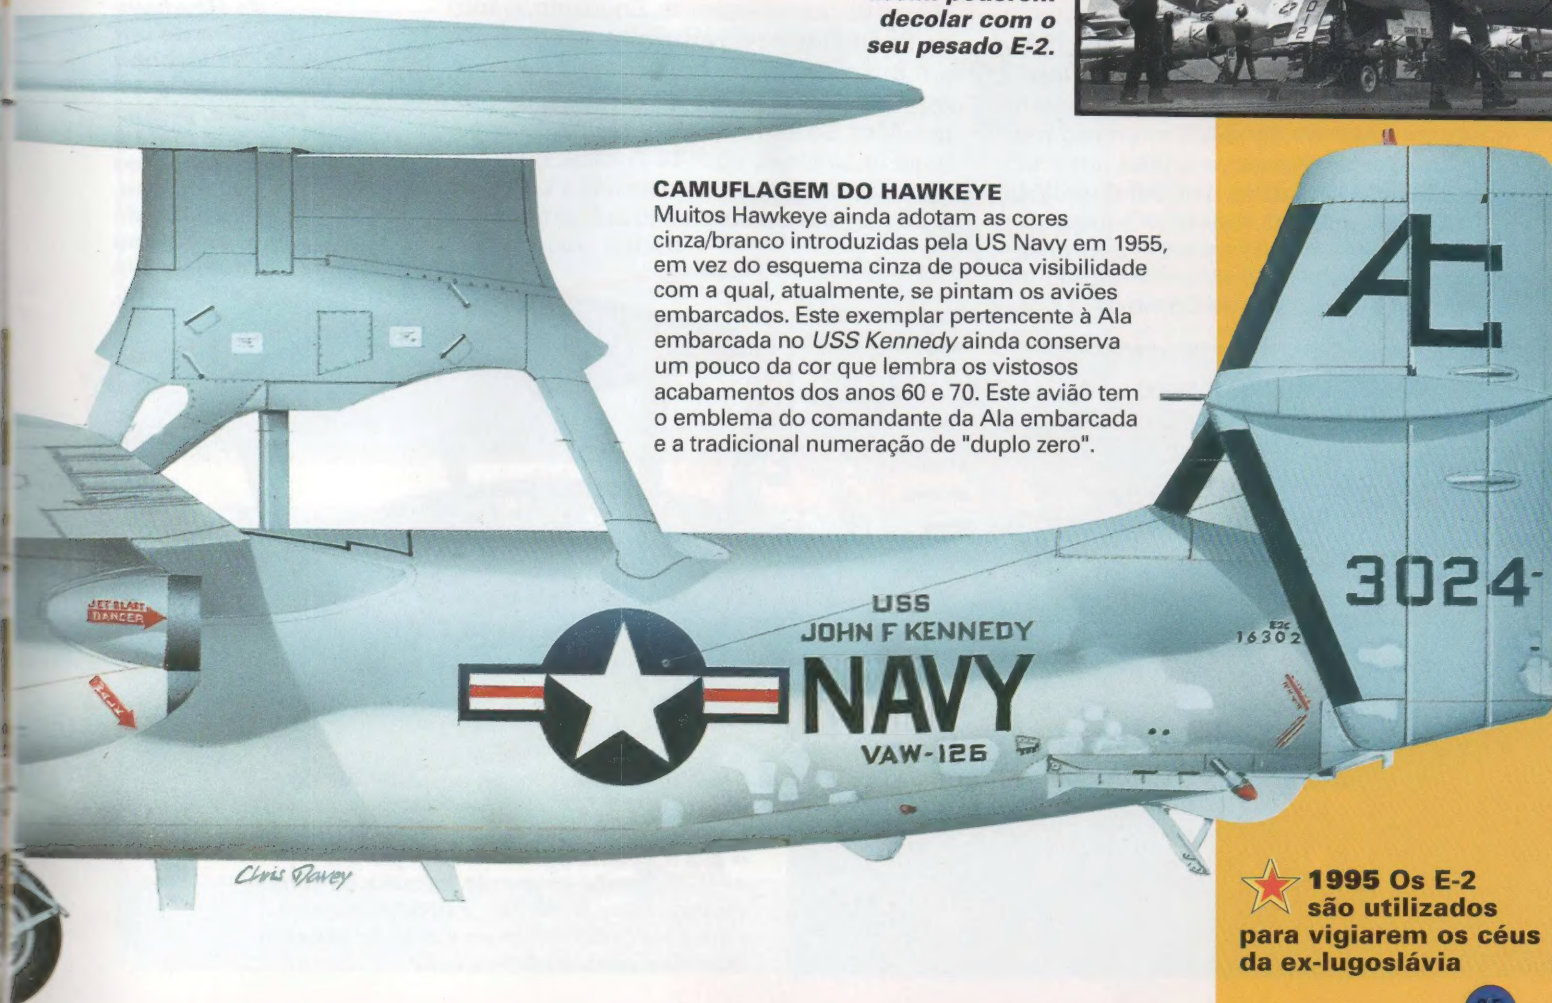 decolar com o
seu pesado E-2.
CAMUFLAGEM DO HAWKEYE
Muitos Hawkeye ainda adotam as cores
cinza/branco introduzidas pela US Navy em 1955,
em vez do esquema cinza de pouca visibilidade
com a qual, atualmente, se pintam os aviões
embarcados. Este exemplar pertencente à Ala
embarcada no USS Kennedy ainda conserva
um pouco da cor que lembra os vistosos
acabamentos dos anos 60 e 70. Este avião tem
o emblema do comandante da Ala embarcada
e a tradicional numeração de "duplo zero".
AC
3024-
E2C
16302
JET BLAST
DANGER
USS
JOHN F KENNEDY
NAVY
VAW-126
Chris Davey
1995 Os E-2
são utilizados
para vigiarem os céus
da ex-Iugoslávia